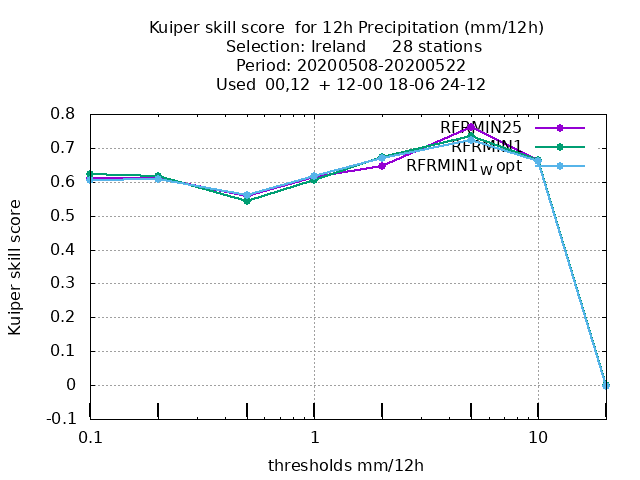 Kuiper skill score  for 12h Precipitation (mm/12h)
Selection: Ireland     28 stations
Period: 20200508-20200522
Used  00,12  + 12-00 18-06 24-12
RFRMIN25
RFRMIN1
RFRMIN1w opt
0.8
0.7
0.6
0.5
0.4
0.3
0.2
0.1
0
-0.1
Kuiper skill score
0.1 1 10
thresholds mm/12h